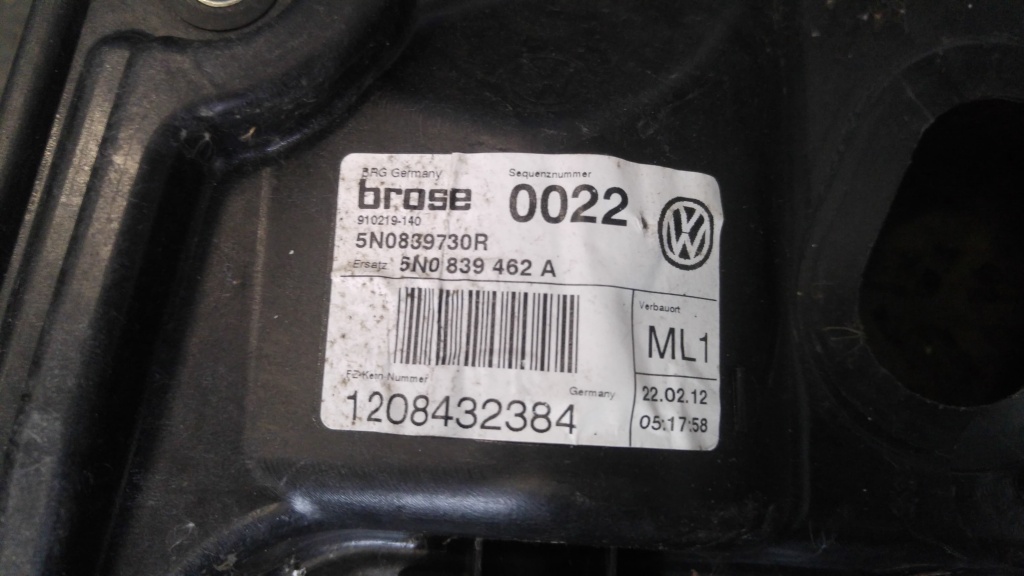 BRG Germany
Sequenznummer
brose
0022
910219-140
5N0839730R
Ersatz 5N0 839 462 A
Verbauort
ML1
FZ-Kenn-Nummer
Germany
22.02.12
1208432384
05:17:58